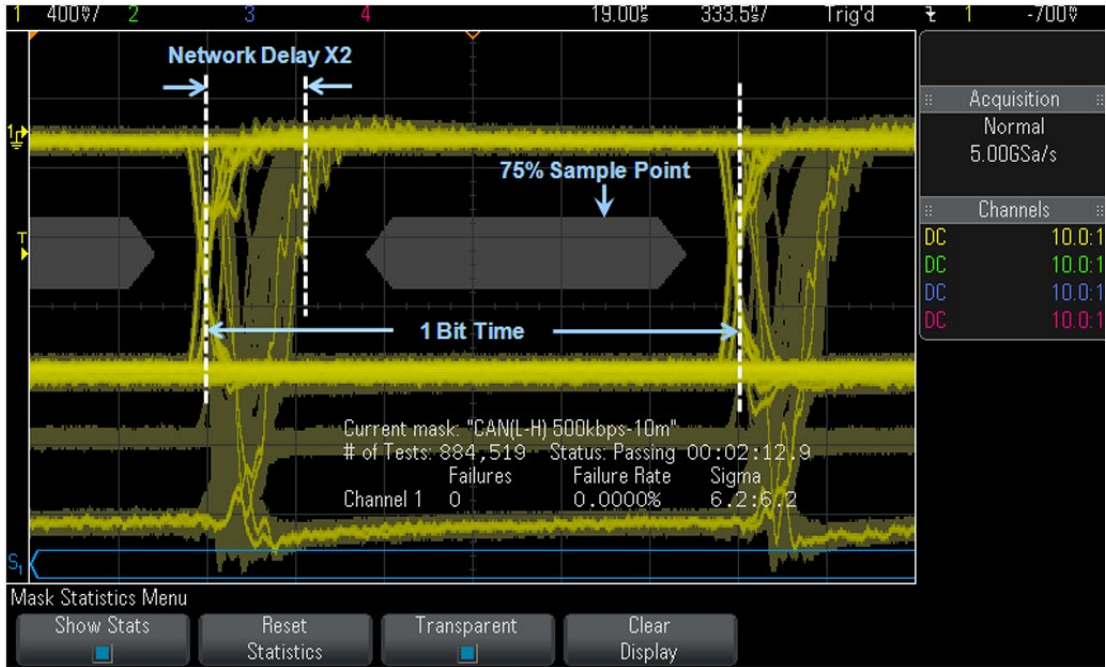 1 400㎷/ 2 3 4 19.00㎲ 333.5㎱/ Trig'd 1 -700㎷
Network Delay X2
Acquisition
Normal
5.00GSa/s
1
75% Sample Point
Channels
T
DC 10.0:1
DC 10.0:1
DC 10.0:1
DC 10.0:1
1 Bit Time
Current mask: "CAN(L-H) 500kbps-10m"
# of Tests: 884,519 Status: Passing 00:02:12.9
Failures Failure Rate Sigma
Channel 1 0 0.0000% 6.2:6.2
S1
Mask Statistics Menu
Show Stats
Reset
Statistics
Transparent
Clear
Display